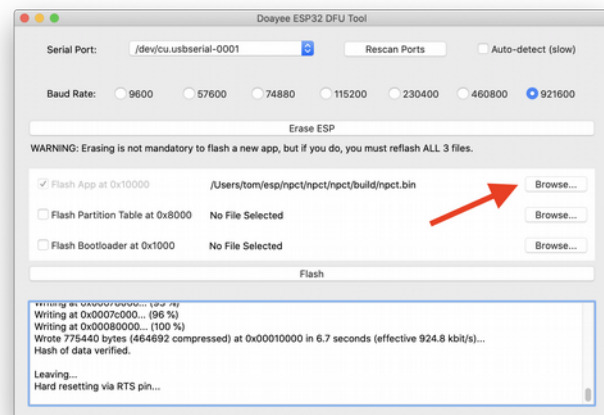 Doayee ESP32 DFU Tool
Serial Port: /dev/cu.usbserial-0001 Rescan Ports Auto-detect (slow)
Baud Rate: 9600 57600 74880 115200 230400 460800 921600
Erase ESP
WARNING: Erasing is not mandatory to flash a new app, but if you do, you must reflash ALL 3 files.
Flash App at 0x10000 /Users/tom/esp/npct/npct/npct/build/npct.bin Browse...
Flash Partition Table at 0x8000 No File Selected Browse...
Flash Bootloader at 0x1000 No File Selected Browse...
Flash
Writing at 0x00078000... (93 %)
Writing at 0x0007c000... (96 %)
Writing at 0x00080000... (100 %)
Wrote 775440 bytes (464692 compressed) at 0x00010000 in 6.7 seconds (effective 924.8 kbit/s)...
Hash of data verified.
Leaving...
Hard resetting via RTS pin...